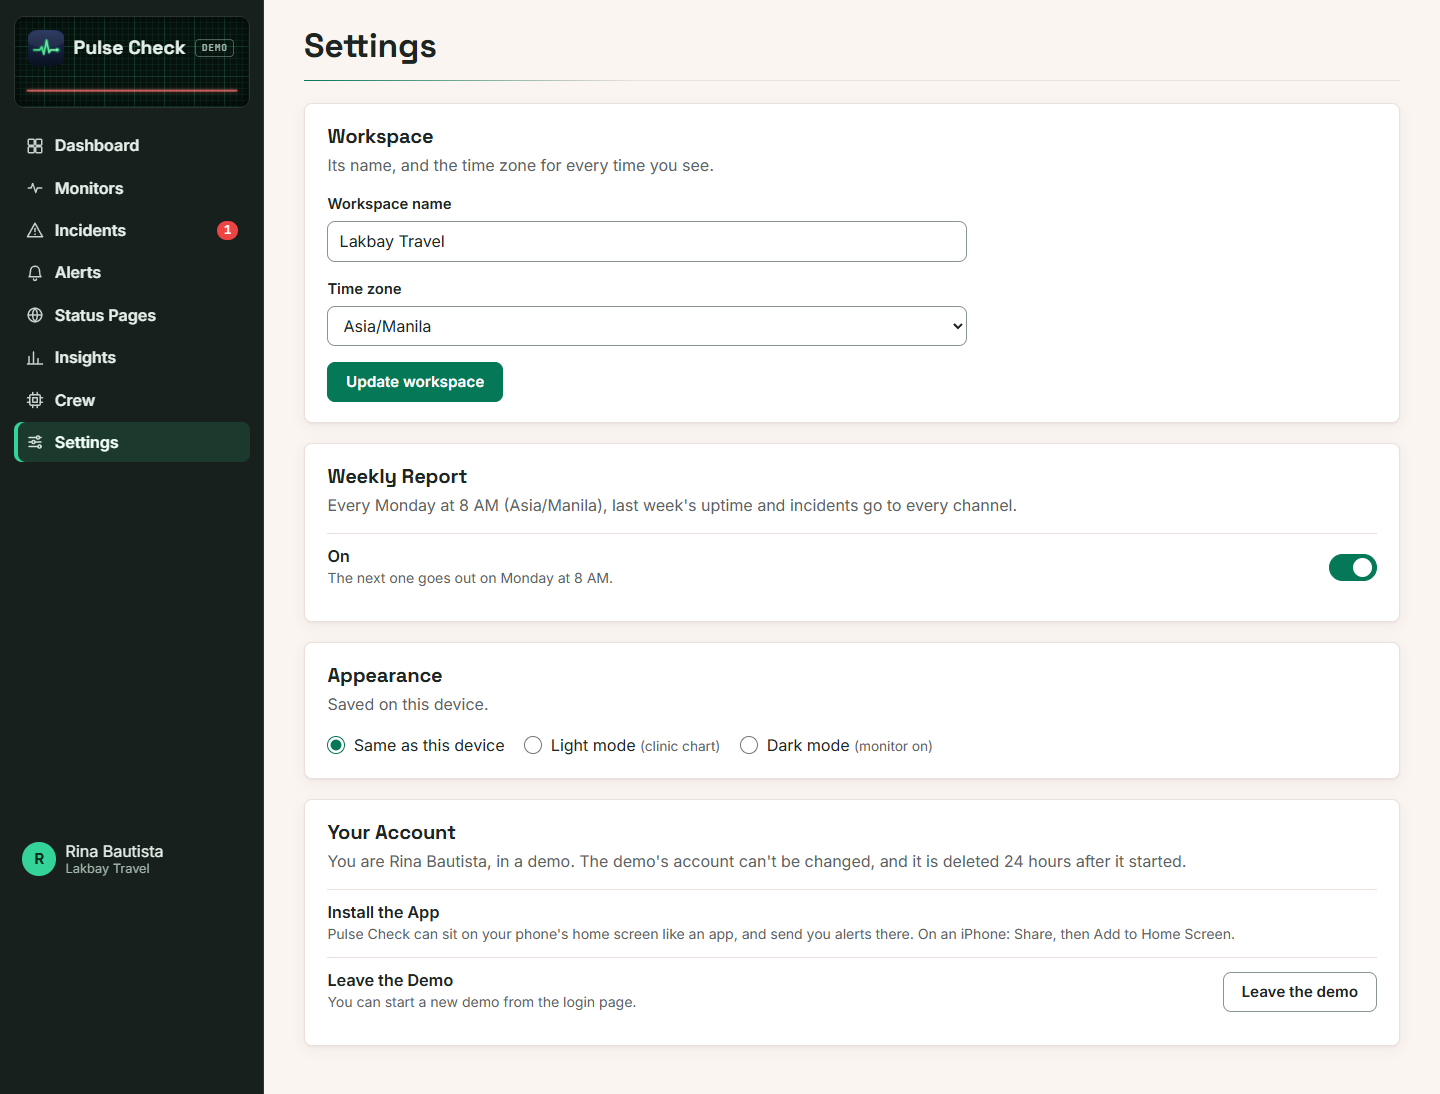 Pulse Check DEMO
Dashboard
Monitors
Incidents 1
Alerts
Status Pages
Insights
Crew
Settings
R
Rina Bautista
Lakbay Travel
Settings
Workspace
Its name, and the time zone for every time you see.
Workspace name
Lakbay Travel
Time zone
Asia/Manila
Update workspace
Weekly Report
Every Monday at 8 AM (Asia/Manila), last week's uptime and incidents go to every channel.
On
The next one goes out on Monday at 8 AM.
Appearance
Saved on this device.
Same as this device Light mode (clinic chart) Dark mode (monitor on)
Your Account
You are Rina Bautista, in a demo. The demo's account can't be changed, and it is deleted 24 hours after it started.
Install the App
Pulse Check can sit on your phone's home screen like an app, and send you alerts there. On an iPhone: Share, then Add to Home Screen.
Leave the Demo
You can start a new demo from the login page.
Leave the demo